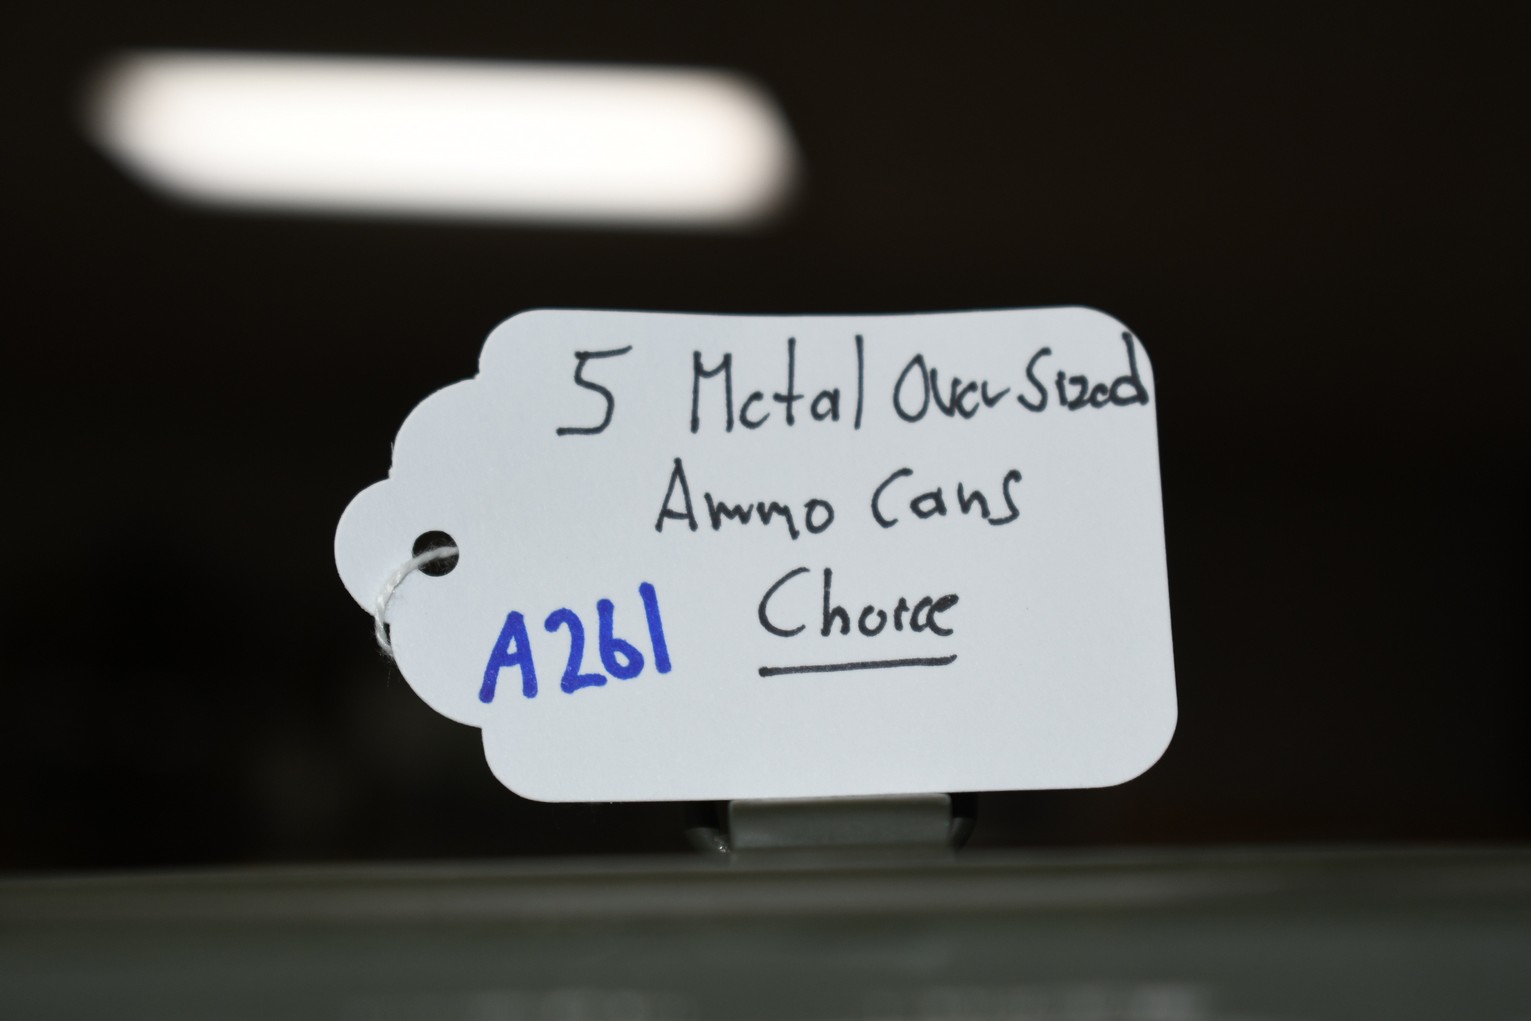 5 Metal Over Sized
Ammo Cans
Choice
A261